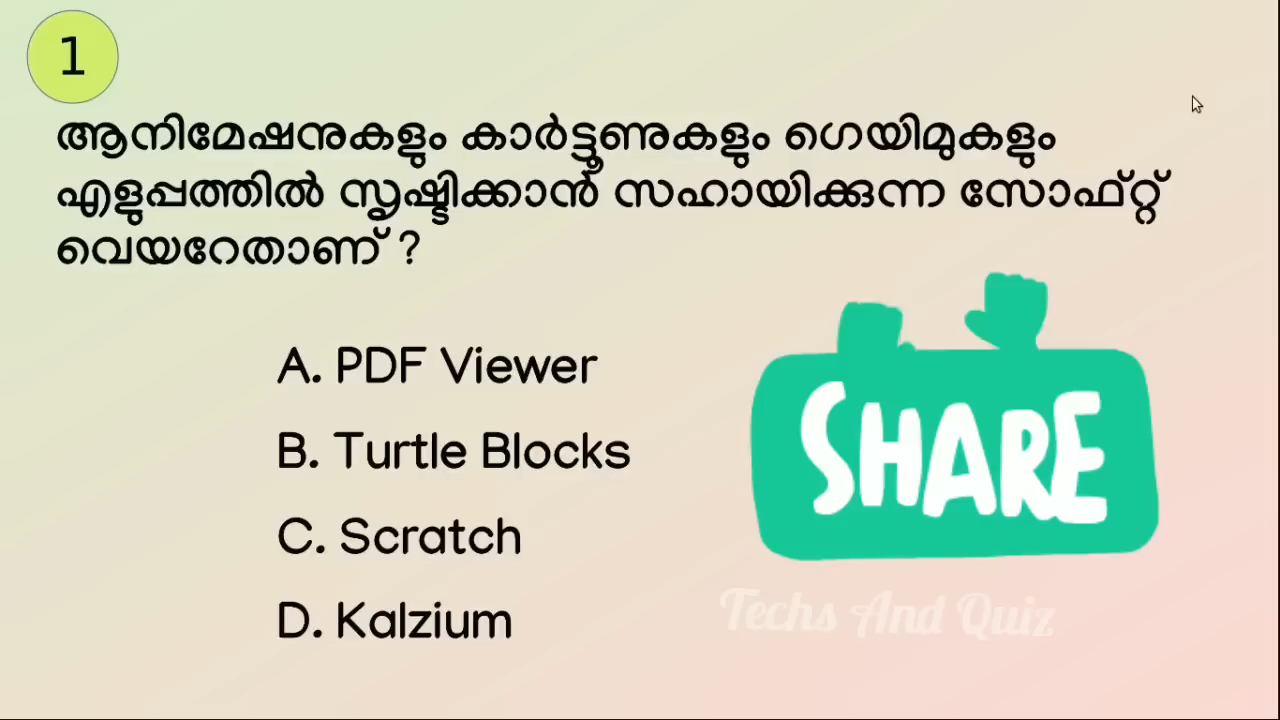 1
ആനിമേഷനുകളും കാർട്ടൂണുകളും ഗെയിമുകളും
എളുപ്പത്തിൽ സൃഷ്ടിക്കാൻ സഹായിക്കുന്ന സോഫ്റ്റ്
വെയറേതാണ് ?
A. PDF Viewer
B. Turtle Blocks
C. Scratch
D. Kalzium
SHARE
Techs And Quiz